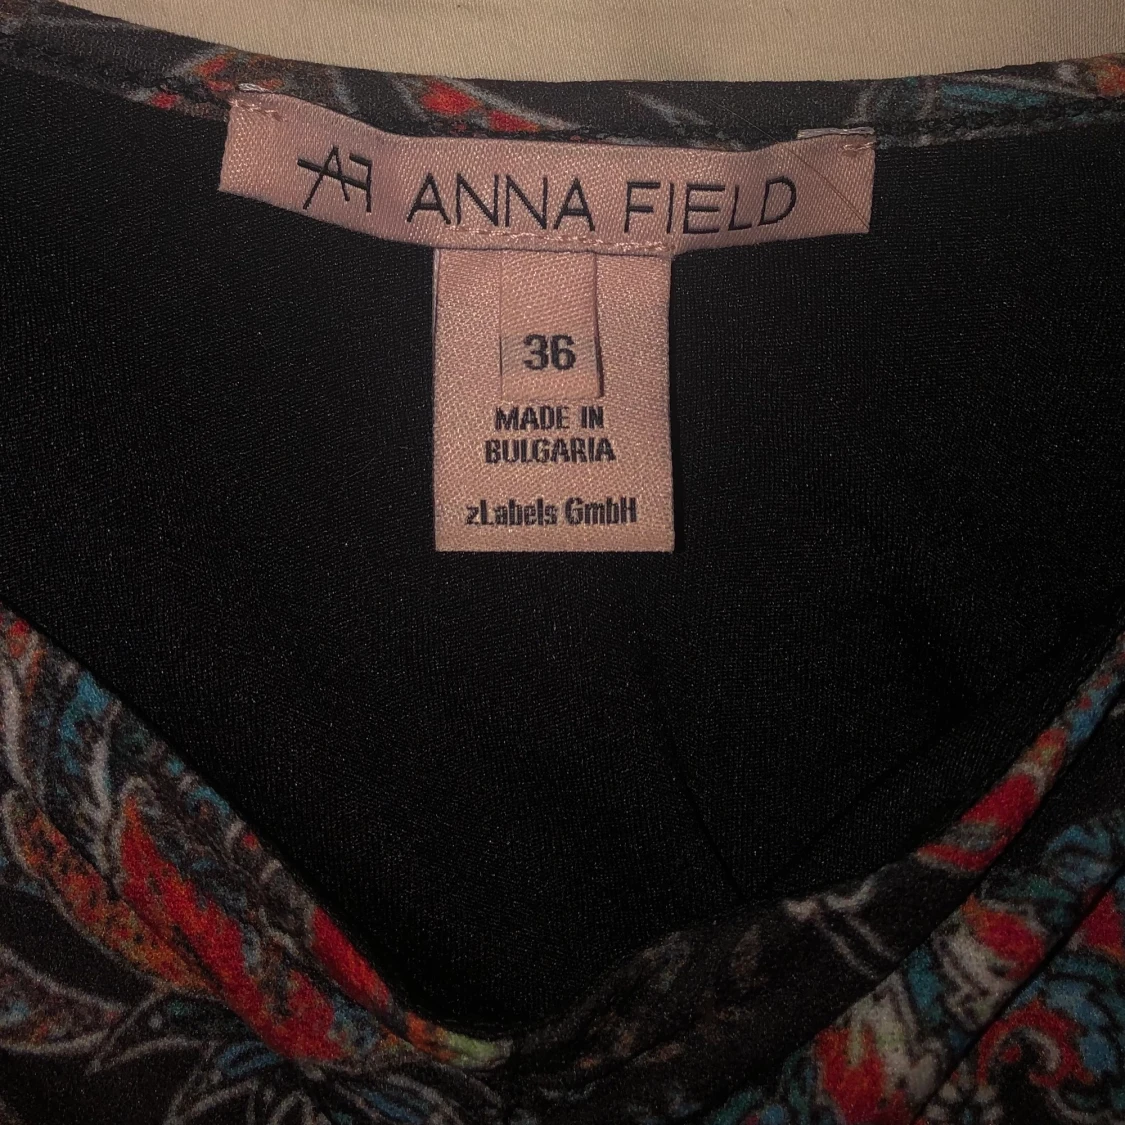 AF ANNA FIELD
36
MADE IN
BULGARIA
zLabels GmbH